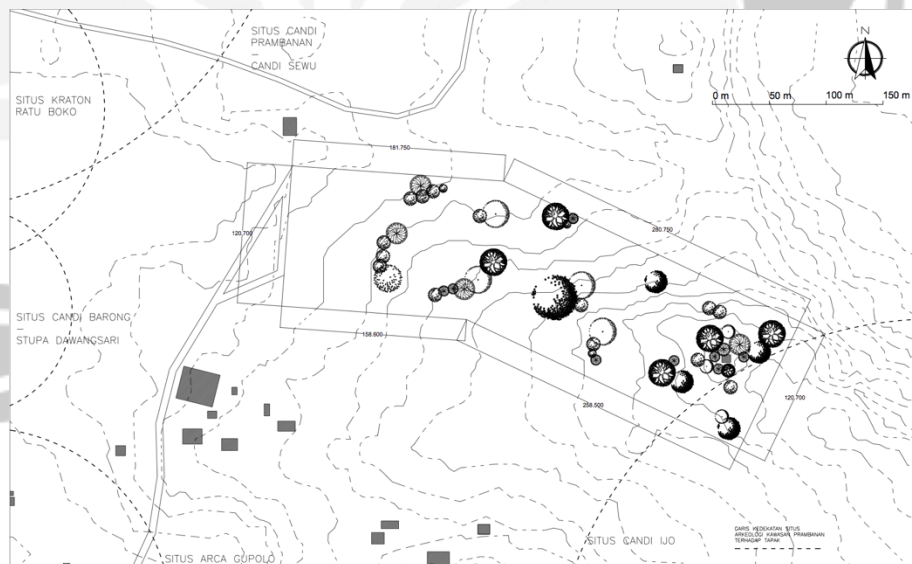 SITUS CANDI
PRAMBANAN
–
CANDI SEWU
N
0 m 50 m 100 m 150 m
SITUS KRATON
RATU BOKO
181.750
120.700
280.750
SITUS CANDI BARONG
–
STUPA DAWANGSARI
158.600
258.500
120.700
GARIS KEDEKATAN SITUS
ARKEOLOGI KAWASAN PRAMBANAN
TERHADAP TAPAK
SITUS CANDI IJO
SITUS ARCA GUPOLO